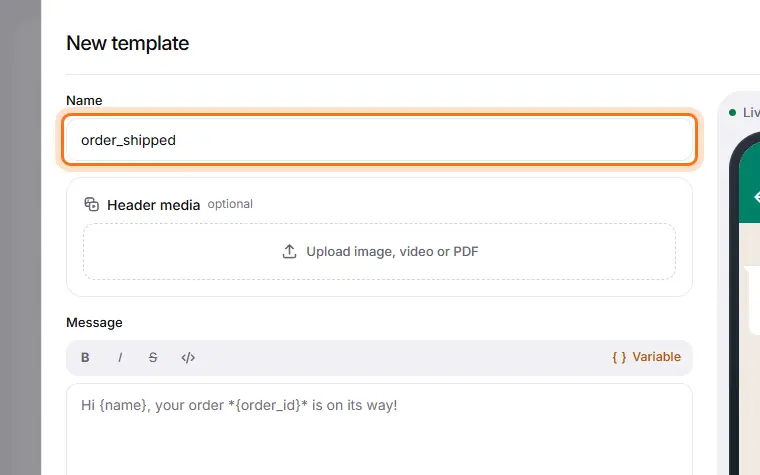 New template
Name
order_shipped
Header media optional
Upload image, video or PDF
Message
B I S </> { } Variable
Hi {name}, your order *{order_id}* is on its way!